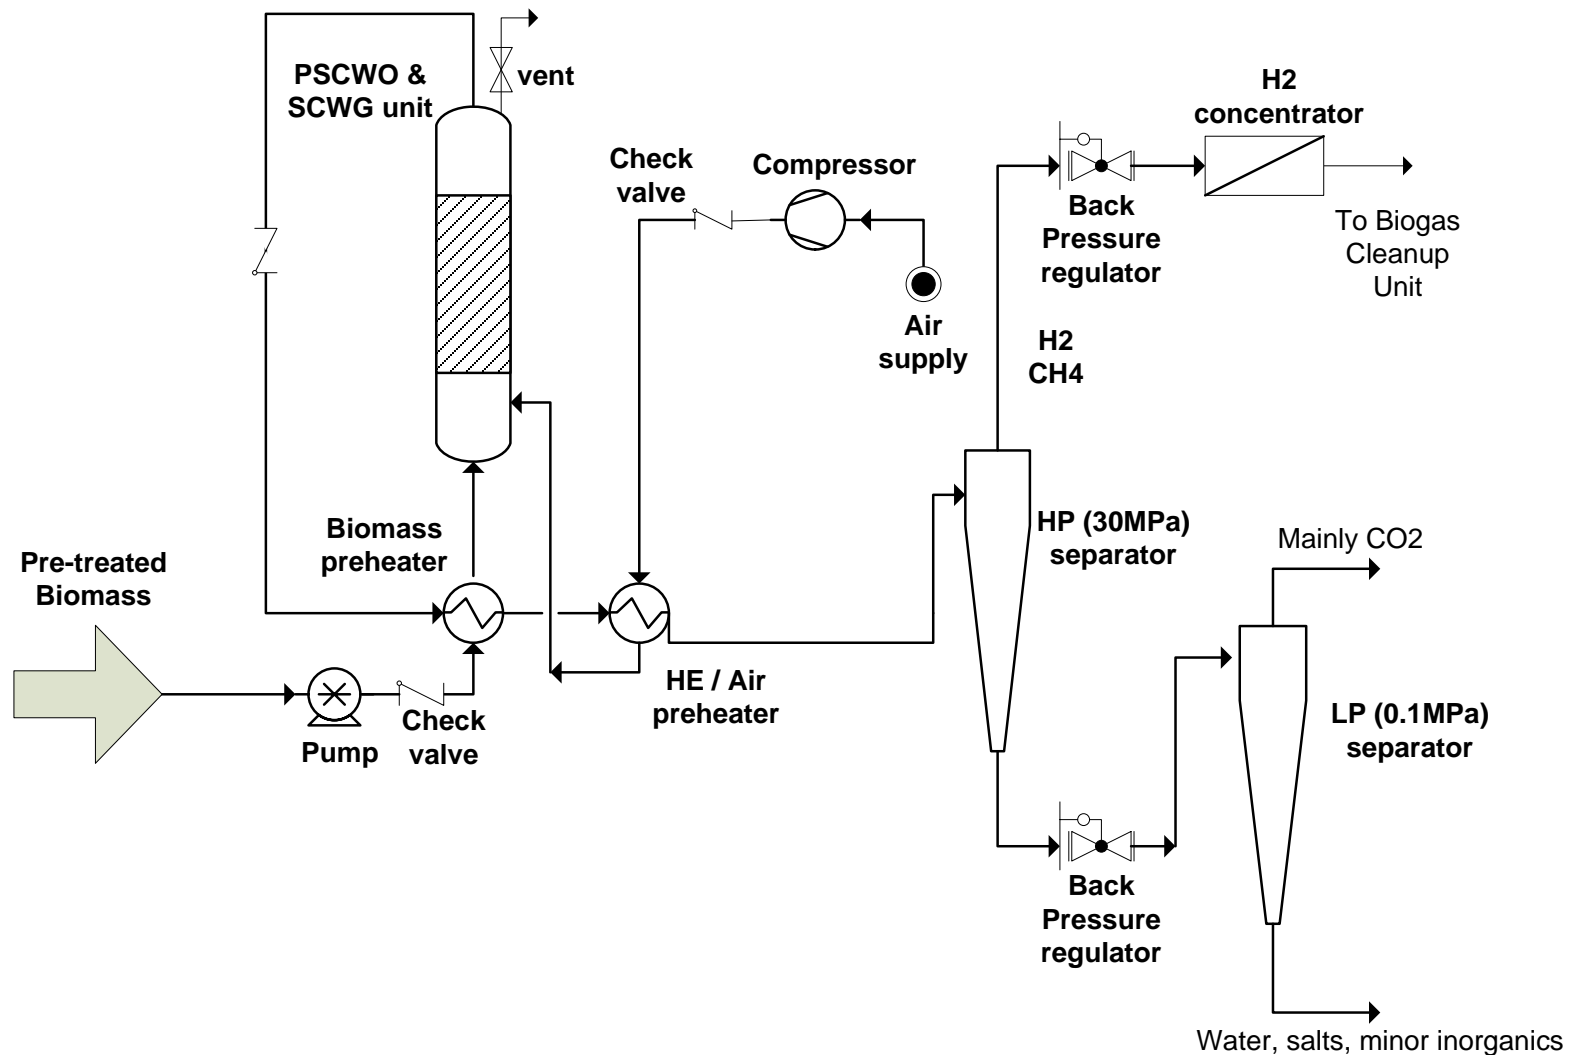 PSCWO &
SCWG unit
vent
H2
concentrator
Check
valve
Compressor
Back
Pressure
regulator
To Biogas
Cleanup
Unit
Air
supply
H2
CH4
Biomass
preheater
HP (30MPa)
separator
Mainly CO2
Pre-treated
Biomass
HE / Air
preheater
LP (0.1MPa)
separator
Check
valve
Pump
Back
Pressure
regulator
Water, salts, minor inorganics